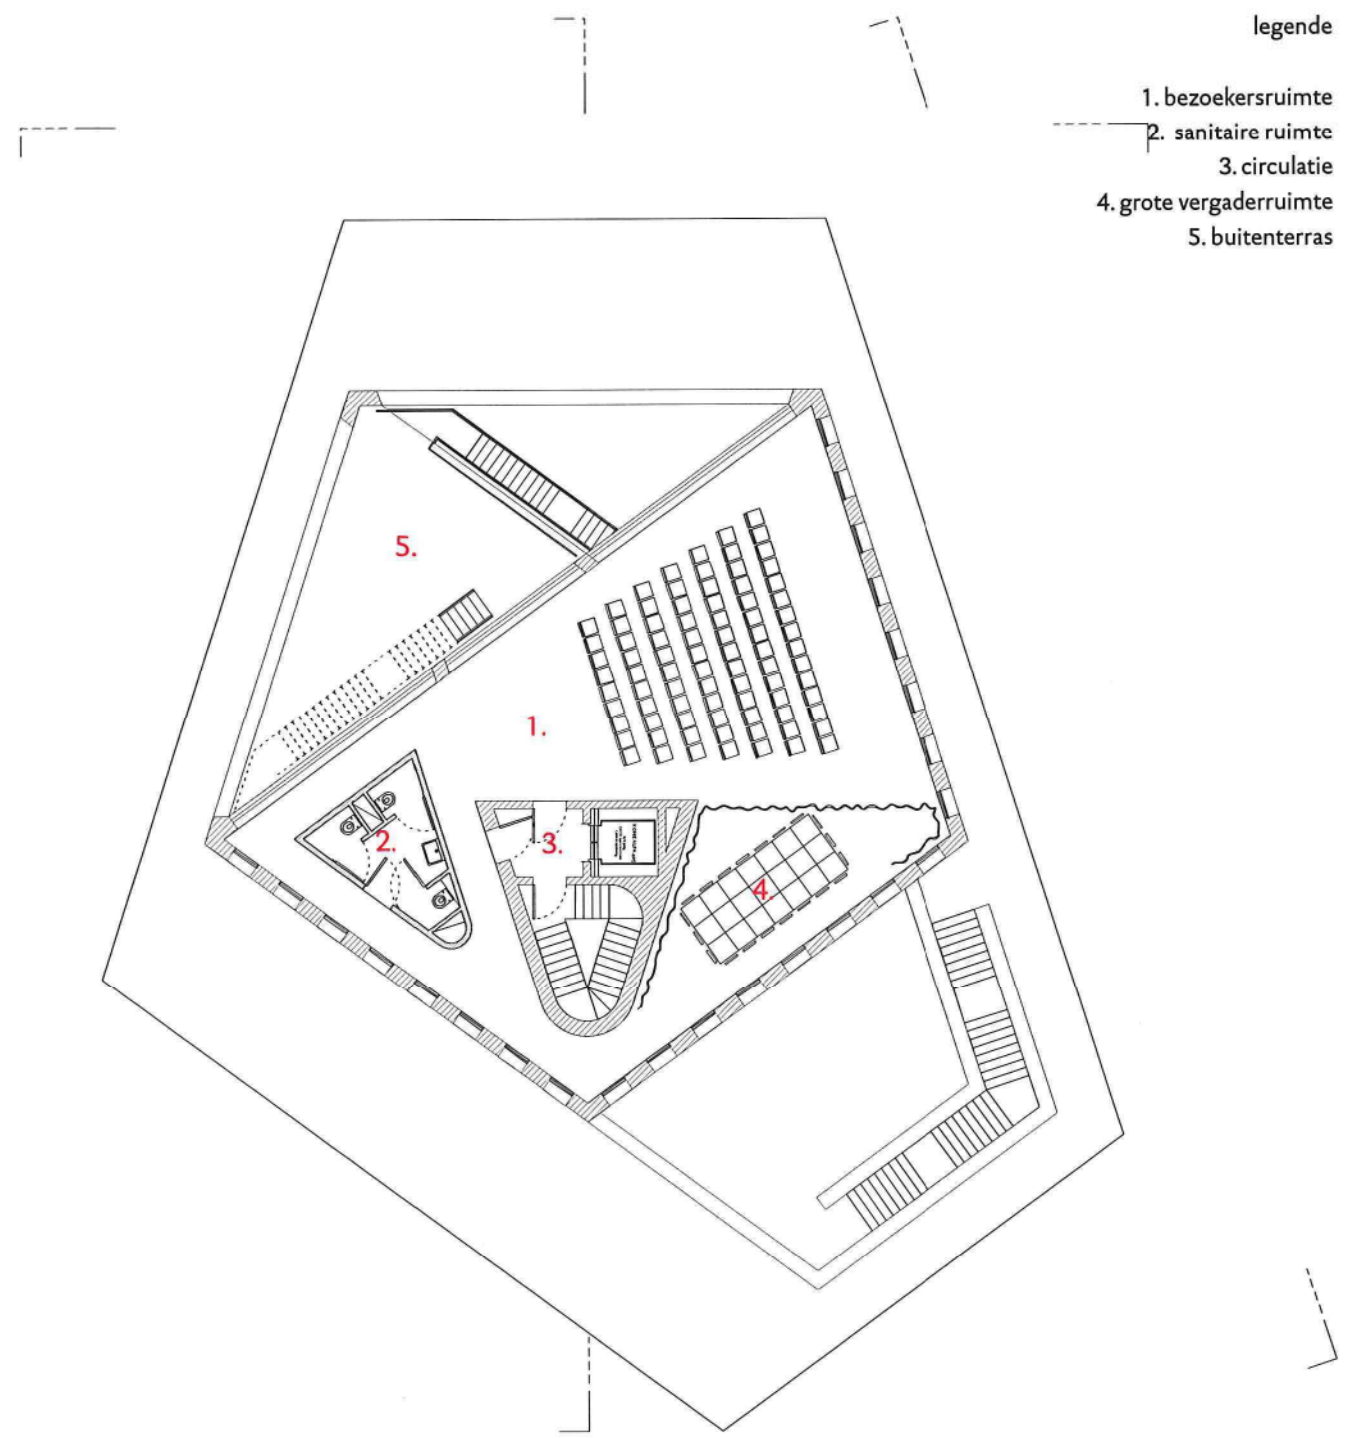 legende
1. bezoekersruimte
2. sanitaire ruimte
3. circulatie
4. grote vergaderruimte
5. buitenterras
5.
1.
2.
3.
4.